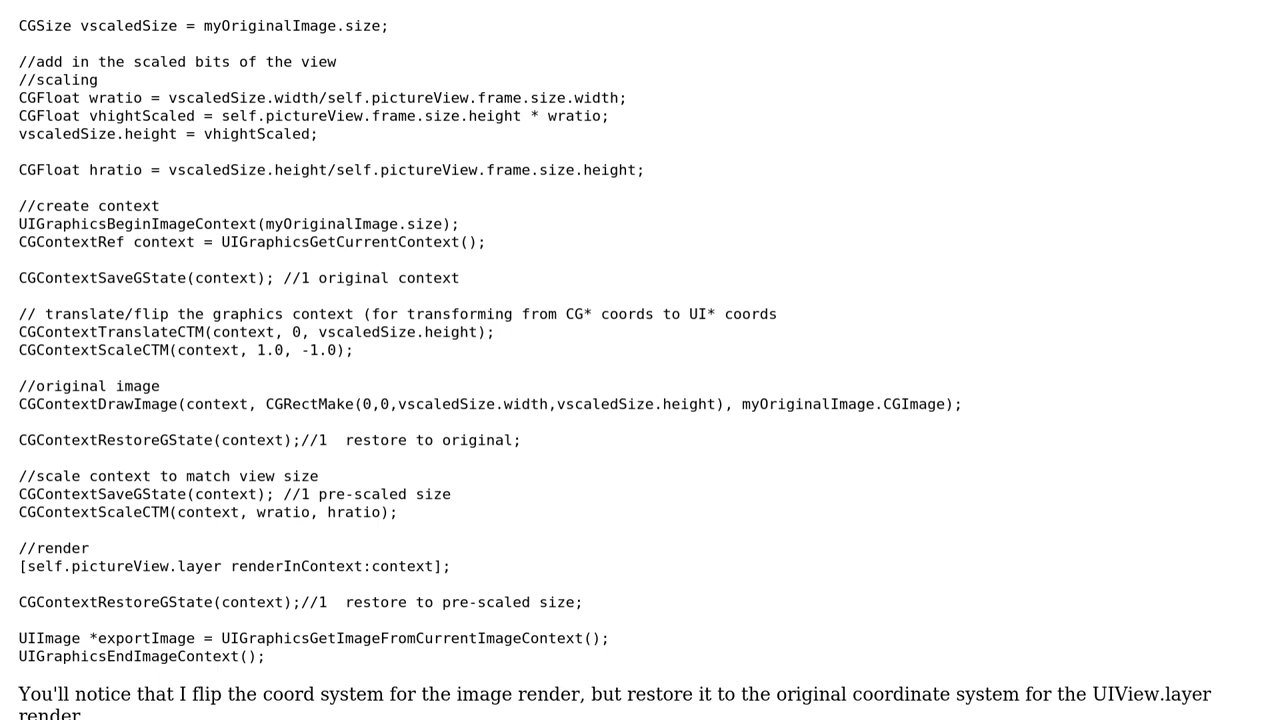 CGSize vscaledSize = myOriginalImage.size;
//add in the scaled bits of the view
//scaling
CGFloat wratio = vscaledSize.width/self.pictureView.frame.size.width;
CGFloat vhightScaled = self.pictureView.frame.size.height * wratio;
vscaledSize.height = vhightScaled;
CGFloat hratio = vscaledSize.height/self.pictureView.frame.size.height;
//create context
UIGraphicsBeginImageContext(myOriginalImage.size);
CGContextRef context = UIGraphicsGetCurrentContext();
CGContextSaveGState(context); //1 original context
// translate/flip the graphics context (for transforming from CG* coords to UI* coords
CGContextTranslateCTM(context, 0, vscaledSize.height);
CGContextScaleCTM(context, 1.0, -1.0);
//original image
CGContextDrawImage(context, CGRectMake(0,0,vscaledSize.width,vscaledSize.height), myOriginalImage.CGImage);
CGContextRestoreGState(context);//1  restore to original;
//scale context to match view size
CGContextSaveGState(context); //1 pre-scaled size
CGContextScaleCTM(context, wratio, hratio);
//render
[self.pictureView.layer renderInContext:context];
CGContextRestoreGState(context);//1  restore to pre-scaled size;
UIImage *exportImage = UIGraphicsGetImageFromCurrentImageContext();
UIGraphicsEndImageContext();
You'll notice that I flip the coord system for the image render, but restore it to the original coordinate system for the UIView.layer
render